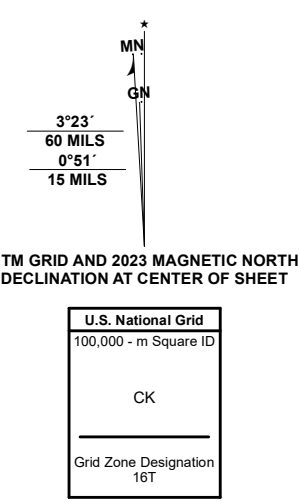 ★
MN
GN
3°23´
60 MILS
0°51´
15 MILS
TM GRID AND 2023 MAGNETIC NORTH
DECLINATION AT CENTER OF SHEET
U.S. National Grid
100,000 - m Square ID
CK
Grid Zone Designation
16T